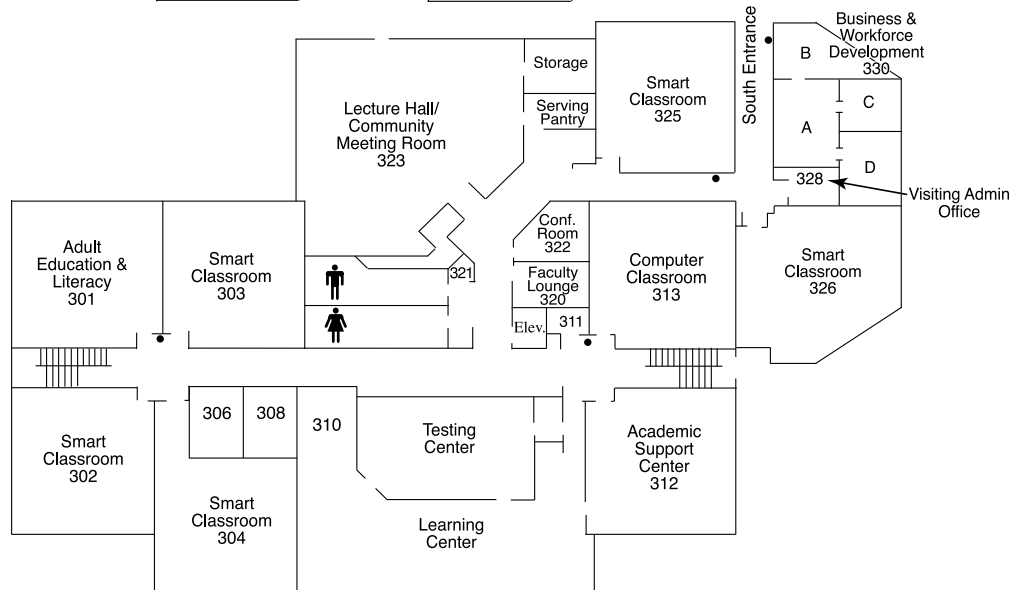 Business &
Workforce
Development
330
B
C
A
D
South Entrance
Storage
Serving
Pantry
Smart
Classroom
325
Lecture Hall/
Community
Meeting Room
323
328
Visiting Admin
Office
Adult
Education &
Literacy
301
Smart
Classroom
303
321
Conf.
Room
322
Faculty
Lounge
320
Elev.
311
Computer
Classroom
313
Smart
Classroom
326
Smart
Classroom
302
306
308
310
Testing
Center
Academic
Support
Center
312
Smart
Classroom
304
Learning
Center